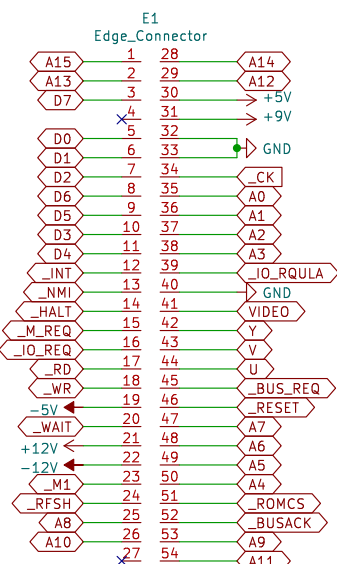 E1
Edge_Connector
A15 1 28 A14
A13 2 29 A12
D7 3 30 +5V
4 31 +9V
D0 5 32
D1 6 33 GND
D2 7 34 _CK
D6 8 35 A0
D5 9 36 A1
D3 10 37 A2
D4 11 38 A3
_INT 12 39 _IO_RQULA
_NMI 13 40 GND
_HALT 14 41 VIDEO
_M_REQ 15 42 Y
_IO_REQ 16 43 V
_RD 17 44 U
_WR 18 45 _BUS_REQ
-5V 19 46 _RESET
_WAIT 20 47 A7
+12V 21 48 A6
-12V 22 49 A5
_M1 23 50 A4
_RFSH 24 51 _ROMCS
A8 25 52 _BUSACK
A10 26 53 A9
27 54 A11